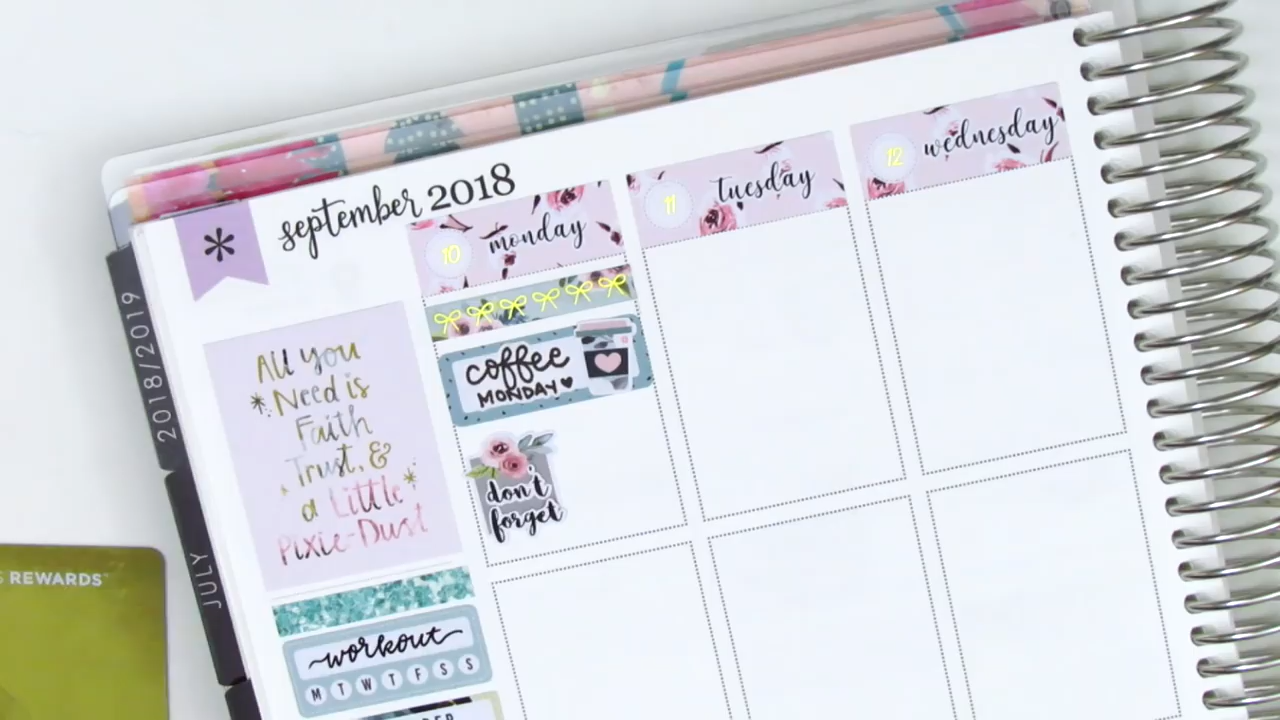 september 2018
*
10 monday
11 tuesday
12 wednesday
coffee
MONDAY
don't
forget
All you
Need is
Faith
Trust, &
a Little
Pixie-Dust
workout
M T W T F S S
2018/2019
JULY
REWARDS